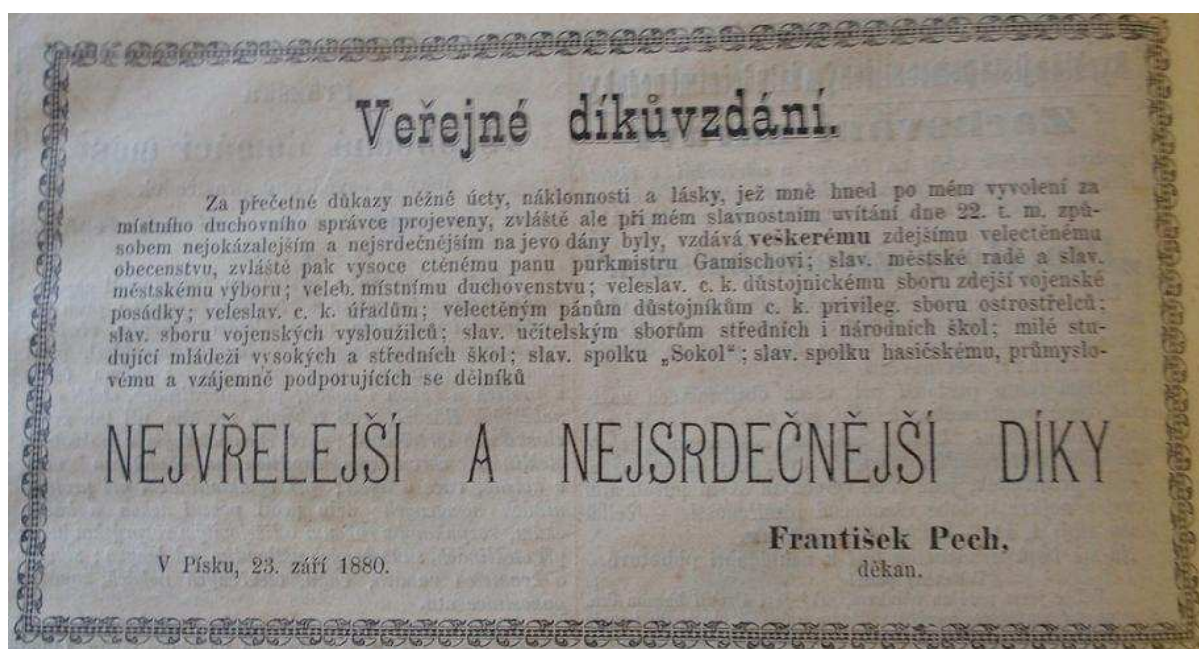 Veřejné díkůvzdání.
Za přečetné důkazy něžné úcty, náklonnosti a lásky, jež mně hned po mém vyvolení za
místního duchovního správce projeveny, zvláště ale při mém slavnostním uvítání dne 22. t. m. způ-
sobem nejokázalejším a nejsrdečnějším na jevo dány byly, vzdává veškerému zdejšímu velectěnému
obecenstvu, zvláště pak vysoce ctěnému panu purkmistru Gamischovi; slav. městské radě a slav.
městskému výboru; veleb. místnímu duchovenstvu; veleslav. c. k. důstojnickému sboru zdejší vojenské
posádky; veleslav. c. k. úřadům; velectěným pánům důstojníkům c. k. privileg. sboru ostrostřelců;
slav. sboru vojenských vysloužilců; slav. učitelským sborům středních i národních škol; milé stu-
dující mládeži vysokých a středních škol; slav. spolku „Sokol“; slav. spolku hasičskému, průmyslo-
vému a vzájemně podporujících se dělníků
NEJVŘELEJŠÍ A NEJSRDEČNĚJŠÍ DÍKY
František Pech,
V Písku, 23. září 1880.
děkan.